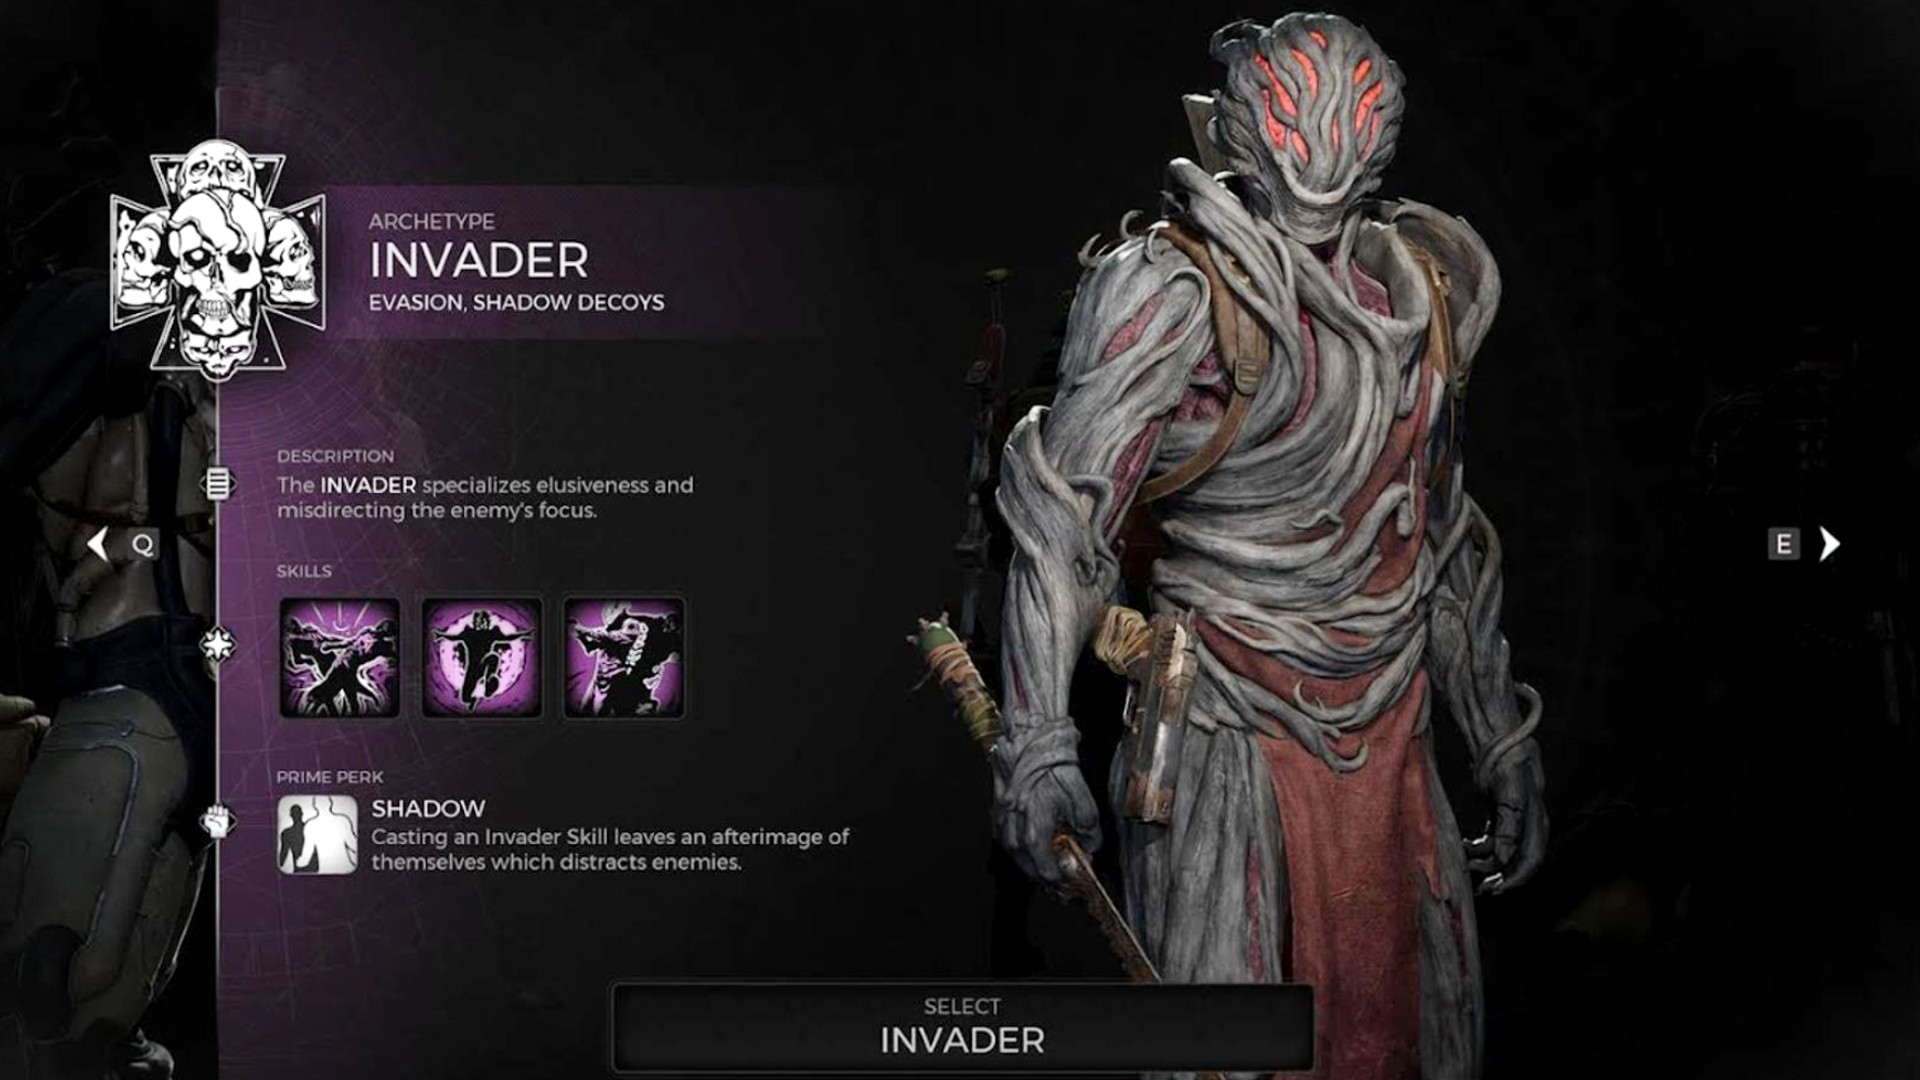 ARCHETYPE
INVADER
EVASION, SHADOW DECOYS
DESCRIPTION
The INVADER specializes elusiveness and
misdirecting the enemy's focus.
Q
E
SKILLS
PRIME PERK
SHADOW
Casting an Invader Skill leaves an afterimage of
themselves which distracts enemies.
SELECT
INVADER